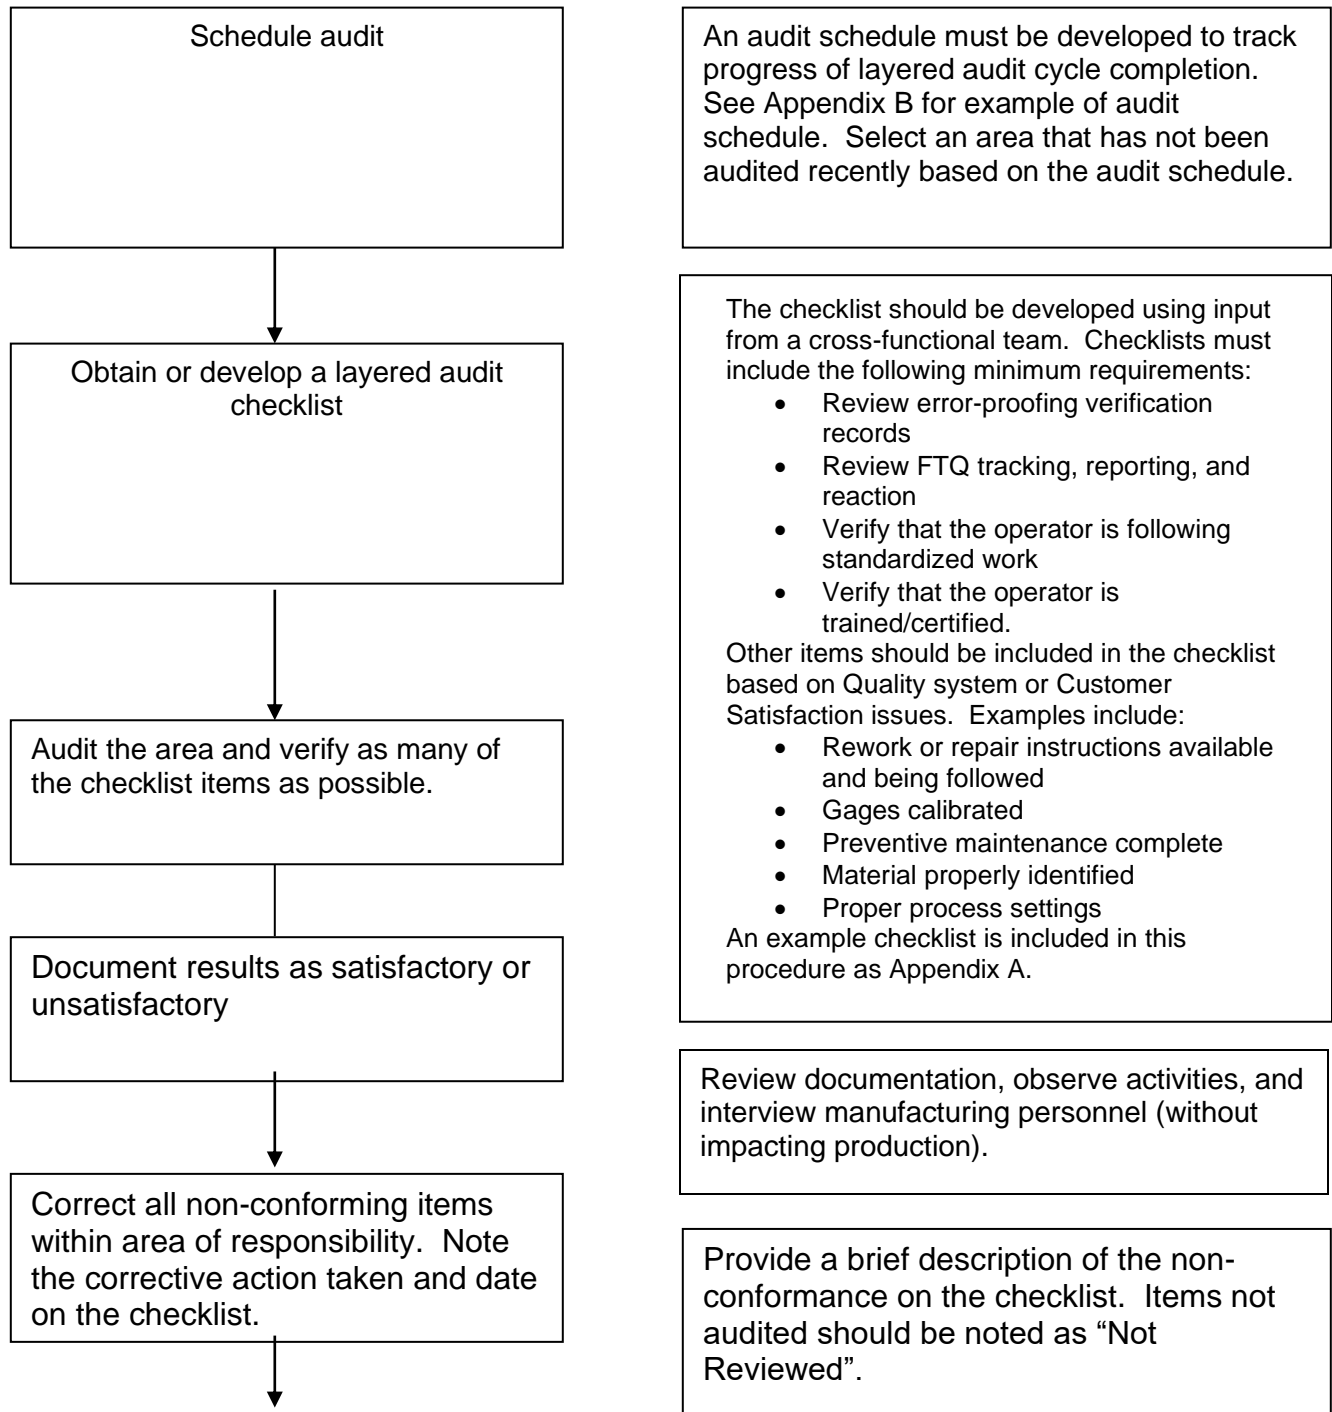 Schedule audit
An audit schedule must be developed to track
progress of layered audit cycle completion.
See Appendix B for example of audit
schedule.  Select an area that has not been
audited recently based on the audit schedule.
Obtain or develop a layered audit
checklist
The checklist should be developed using input
from a cross-functional team.  Checklists must
include the following minimum requirements:
• Review error-proofing verification
records
• Review FTQ tracking, reporting, and
reaction
• Verify that the operator is following
standardized work
• Verify that the operator is
trained/certified.
Other items should be included in the checklist
based on Quality system or Customer
Satisfaction issues.  Examples include:
• Rework or repair instructions available
and being followed
• Gages calibrated
• Preventive maintenance complete
• Material properly identified
• Proper process settings
An example checklist is included in this
procedure as Appendix A.
Audit the area and verify as many of
the checklist items as possible.
Review documentation, observe activities, and
interview manufacturing personnel (without
impacting production).
Document results as satisfactory or
unsatisfactory
Provide a brief description of the non-
conformance on the checklist.  Items not
audited should be noted as “Not
Reviewed”.
Correct all non-conforming items
within area of responsibility.  Note
the corrective action taken and date
on the checklist.